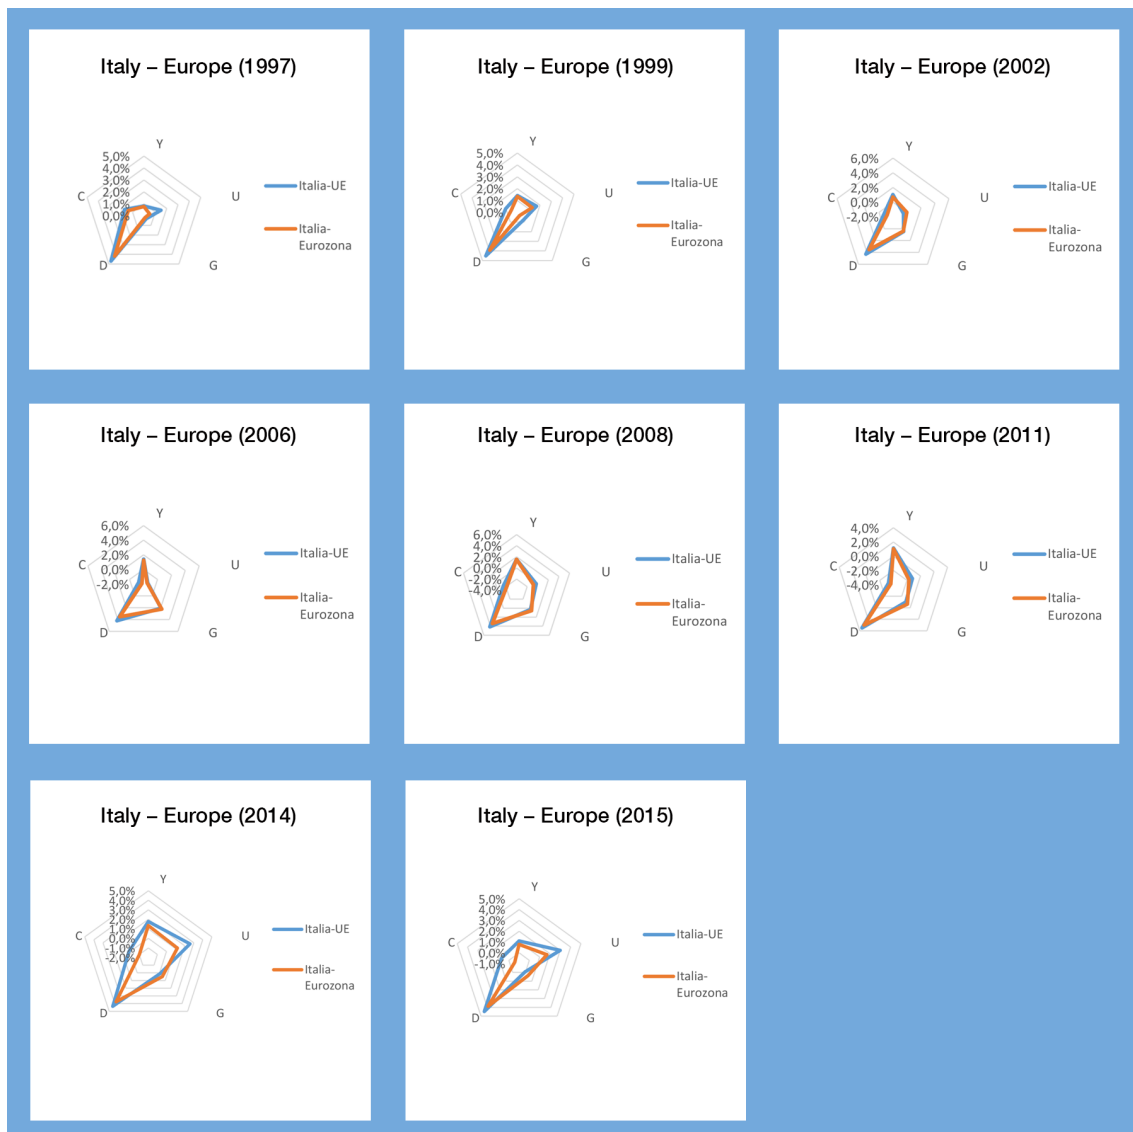 Italy – Europe (1997)
Y
5,0%
4,0%
3,0%
2,0%
1,0%
0,0%
C
U
D
G
Italia-UE
Italia-
Eurozona
Italy – Europe (1999)
Y
5,0%
4,0%
3,0%
2,0%
1,0%
0,0%
C
U
D
G
Italia-UE
Italia-
Eurozona
Italy – Europe (2002)
Y
6,0%
4,0%
2,0%
0,0%
-2,0%
C
U
D
G
Italia-UE
Italia-
Eurozona
Italy – Europe (2006)
Y
6,0%
4,0%
2,0%
0,0%
-2,0%
C
U
D
G
Italia-UE
Italia-
Eurozona
Italy – Europe (2008)
Y
6,0%
4,0%
2,0%
0,0%
-2,0%
-4,0%
C
U
D
G
Italia-UE
Italia-
Eurozona
Italy – Europe (2011)
Y
4,0%
2,0%
0,0%
-2,0%
-4,0%
C
U
D
G
Italia-UE
Italia-
Eurozona
Italy – Europe (2014)
Y
5,0%
4,0%
3,0%
2,0%
1,0%
0,0%
-1,0%
-2,0%
C
U
D
G
Italia-UE
Italia-
Eurozona
Italy – Europe (2015)
Y
5,0%
4,0%
3,0%
2,0%
1,0%
0,0%
-1,0%
C
U
D
G
Italia-UE
Italia-
Eurozona